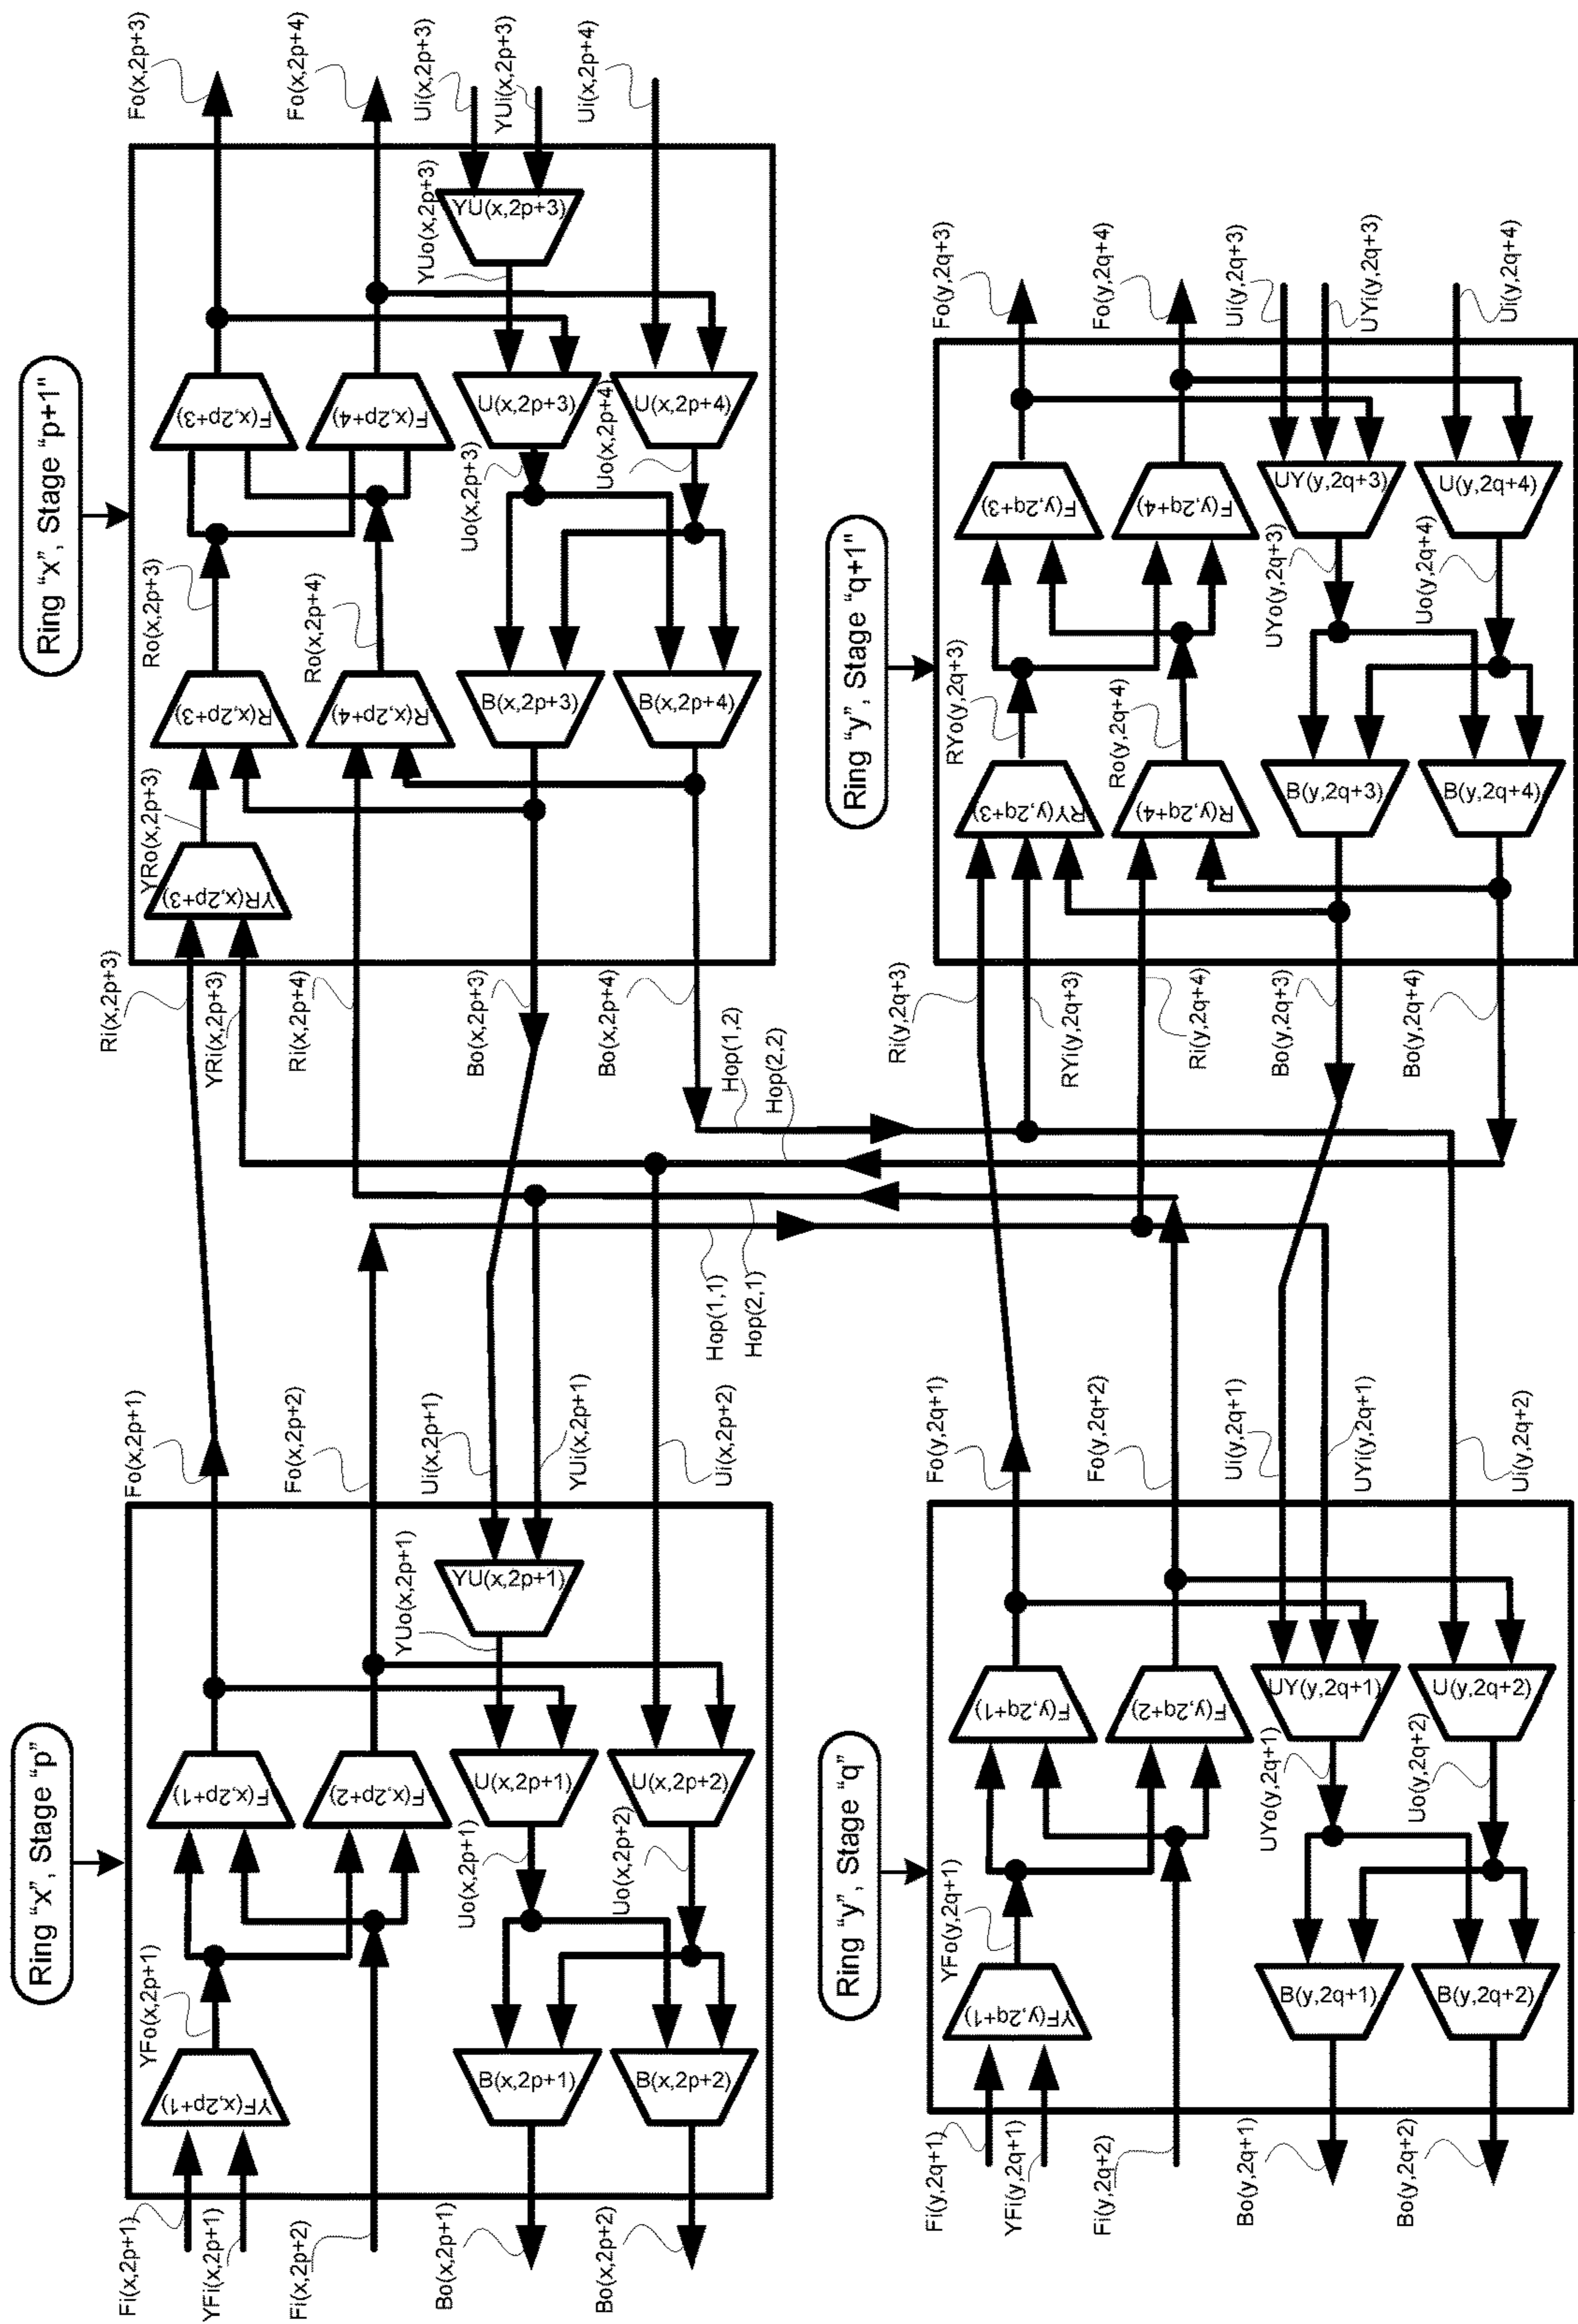 Ring "x", Stage "p"
Fi(x,2p+1)
YFi(x,2p+1)
Fi(x,2p+2)
Bo(x,2p+1)
Bo(x,2p+2)
YF(x,2p+1)
YFo(x,2p+1)
F(x,2p+1)
F(x,2p+2)
U(x,2p+1)
U(x,2p+2)
Uo(x,2p+1)
Uo(x,2p+2)
B(x,2p+1)
B(x,2p+2)
YU(x,2p+1)
YUo(x,2p+1)
Fo(x,2p+1)
Fo(x,2p+2)
Ui(x,2p+1)
YUi(x,2p+1)
Ui(x,2p+2)
Ring "x", Stage "p+1"
Ri(x,2p+3)
YRi(x,2p+3)
Ri(x,2p+4)
Bo(x,2p+3)
Bo(x,2p+4)
YR(x,2p+3)
YRo(x,2p+3)
R(x,2p+3)
R(x,2p+4)
Ro(x,2p+3)
Ro(x,2p+4)
F(x,2p+3)
F(x,2p+4)
U(x,2p+3)
U(x,2p+4)
Uo(x,2p+3)
Uo(x,2p+4)
B(x,2p+3)
B(x,2p+4)
YU(x,2p+3)
YUo(x,2p+3)
Fo(x,2p+3)
Fo(x,2p+4)
Ui(x,2p+3)
YUi(x,2p+3)
Ui(x,2p+4)
Hop(1,1)
Hop(2,1)
Hop(1,2)
Hop(2,2)
Ring "y", Stage "q"
Fi(y,2q+1)
YFi(y,2q+1)
Fi(y,2q+2)
Bo(y,2q+1)
Bo(y,2q+2)
YF(y,2q+1)
YFo(y,2q+1)
F(y,2q+1)
F(y,2q+2)
UY(y,2q+1)
U(y,2q+2)
UYo(y,2q+1)
Uo(y,2q+2)
B(y,2q+1)
B(y,2q+2)
Fo(y,2q+1)
Fo(y,2q+2)
Ui(y,2q+1)
UYi(y,2q+1)
Ui(y,2q+2)
Ring "y", Stage "q+1"
Ri(y,2q+3)
RYi(y,2q+3)
Ri(y,2q+4)
Bo(y,2q+3)
Bo(y,2q+4)
RY(y,2q+3)
R(y,2q+4)
RYo(y,2q+3)
Ro(y,2q+4)
F(y,2q+3)
F(y,2q+4)
UY(y,2q+3)
U(y,2q+4)
UYo(y,2q+3)
Uo(y,2q+4)
B(y,2q+3)
B(y,2q+4)
Fo(y,2q+3)
Fo(y,2q+4)
Ui(y,2q+3)
UYi(y,2q+3)
Ui(y,2q+4)